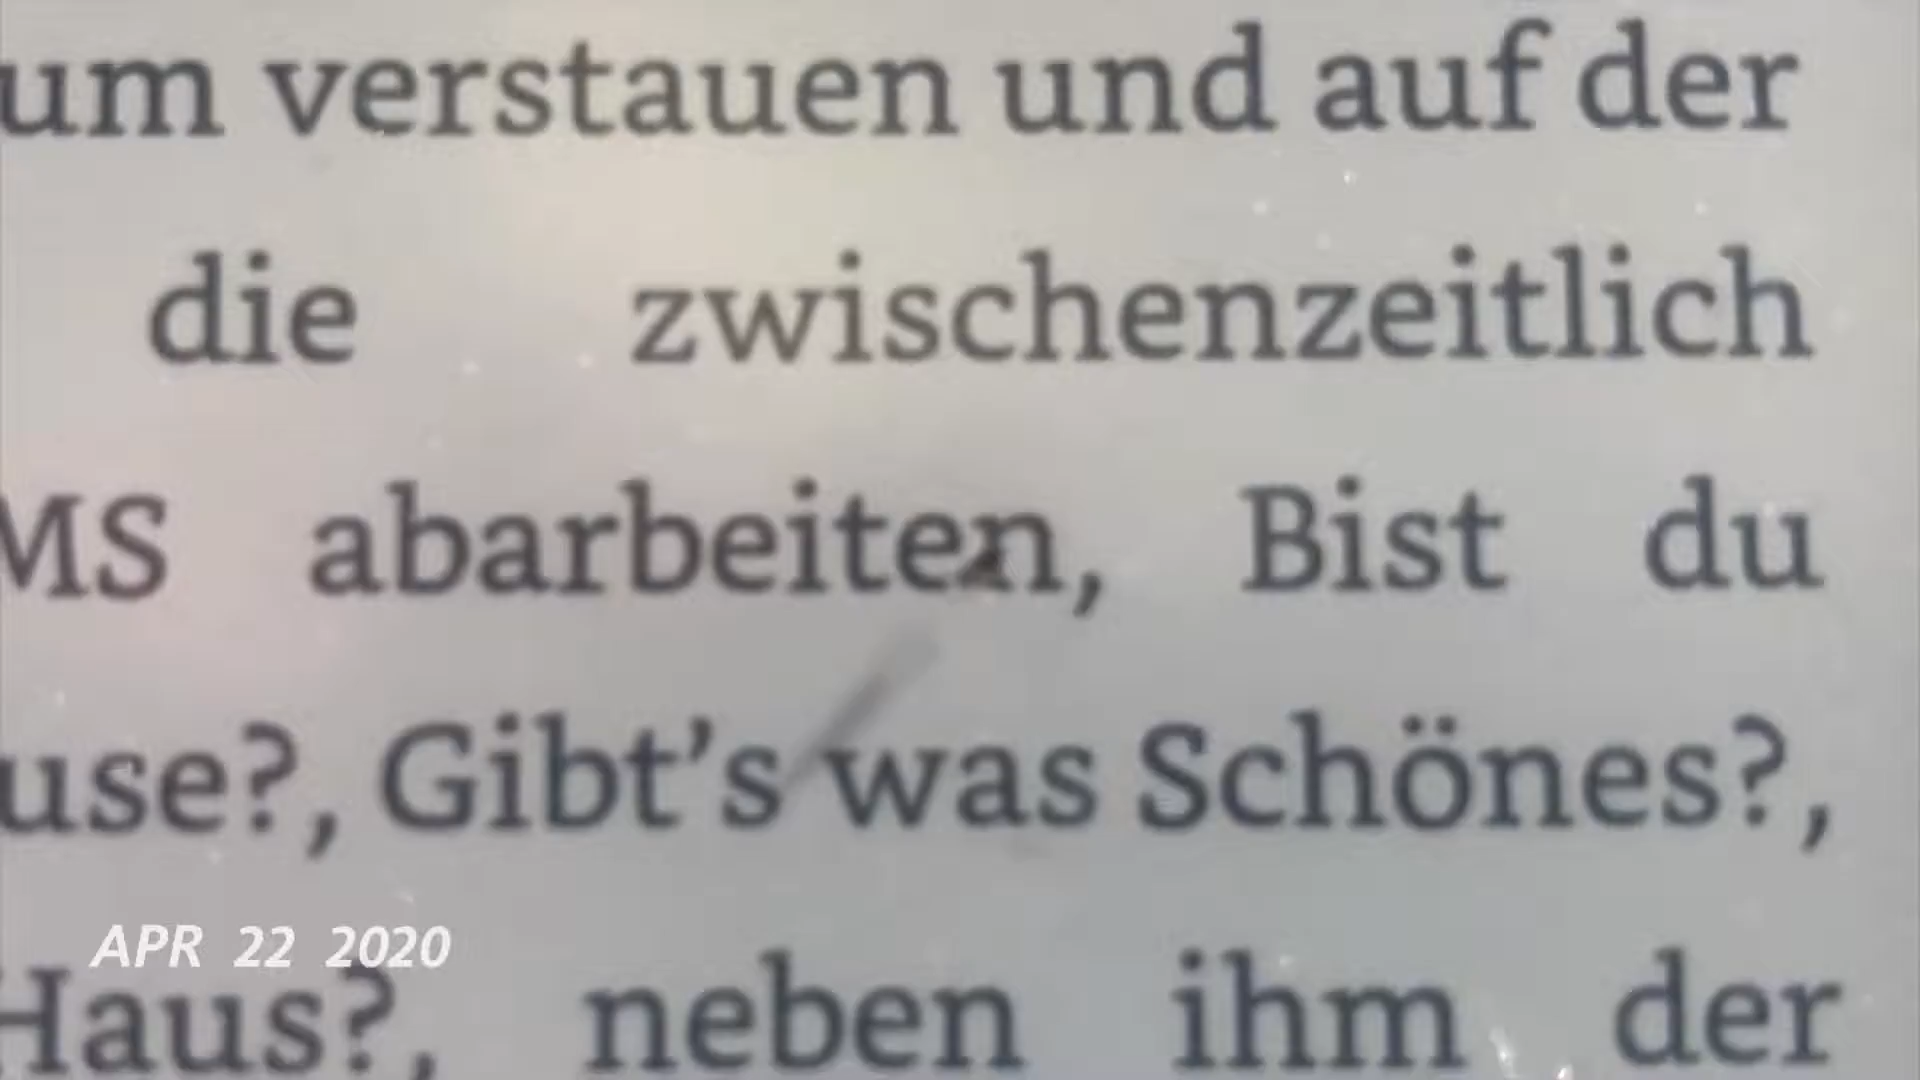 um verstauen und auf der
die zwischenzeitlich
MS abarbeiten, Bist du
use?, Gibt’s was Schönes?,
APR 22 2020
Haus?, neben ihm der